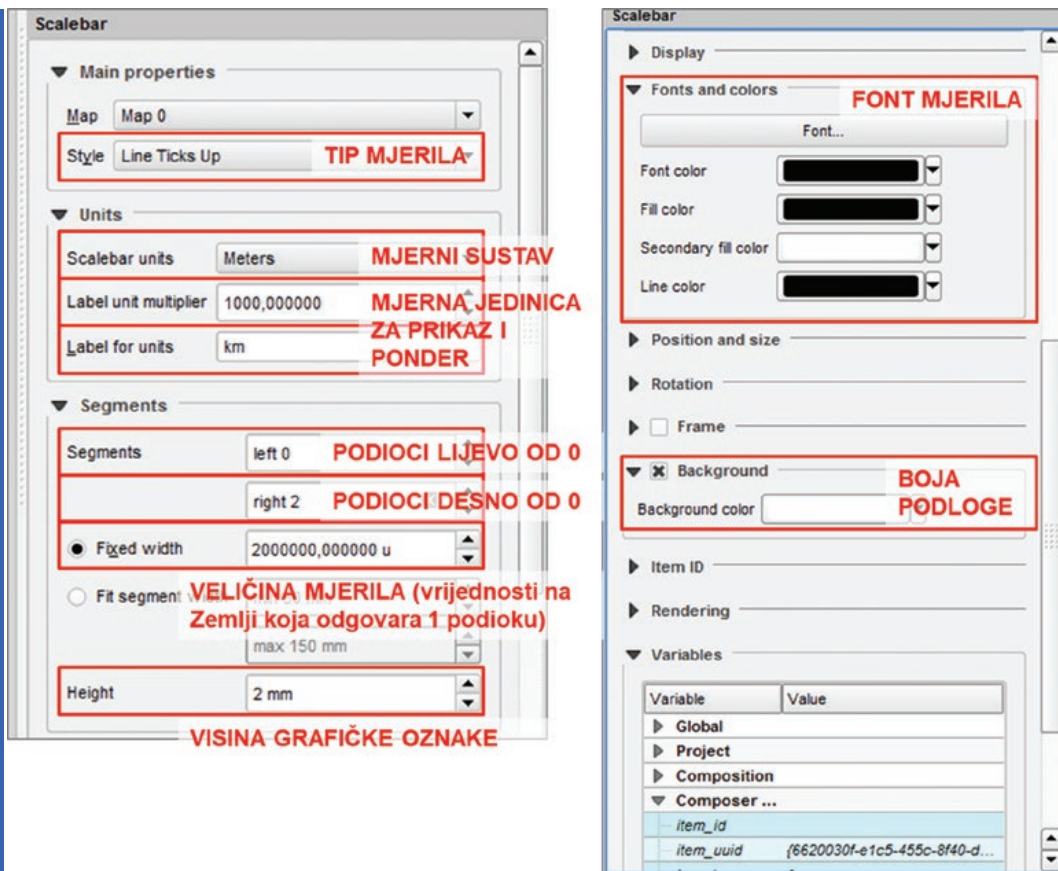 Scalebar
Main properties
Map Map 0
Style Line Ticks Up TIP MJERILA
Units
Scalebar units Meters MJERNI SUSTAV
Label unit multiplier 1000,000000 MJERNA JEDINICA
ZA PRIKAZ I
Label for units km PONDER
Segments
Segments left 0 PODIOCI LIJEVO OD 0
right 2 PODIOCI DESNO OD 0
Fixed width 2000000,000000 u
Fit segment
VELIČINA MJERILA (vrijednosti na
Zemlji koja odgovara 1 podioku)
max 150 mm
Height 2 mm
VISINA GRAFIČKE OZNAKE
Scalebar
Display
Fonts and colors FONT MJERILA
Font...
Font color
Fill color
Secondary fill color
Line color
Position and size
Rotation
Frame
Background BOJA
Background color PODLOGE
Item ID
Rendering
Variables
Variable Value
Global
Project
Composition
Composer ...
item_id
item_uuid {6620030f-e1c5-455c-8f40-d...